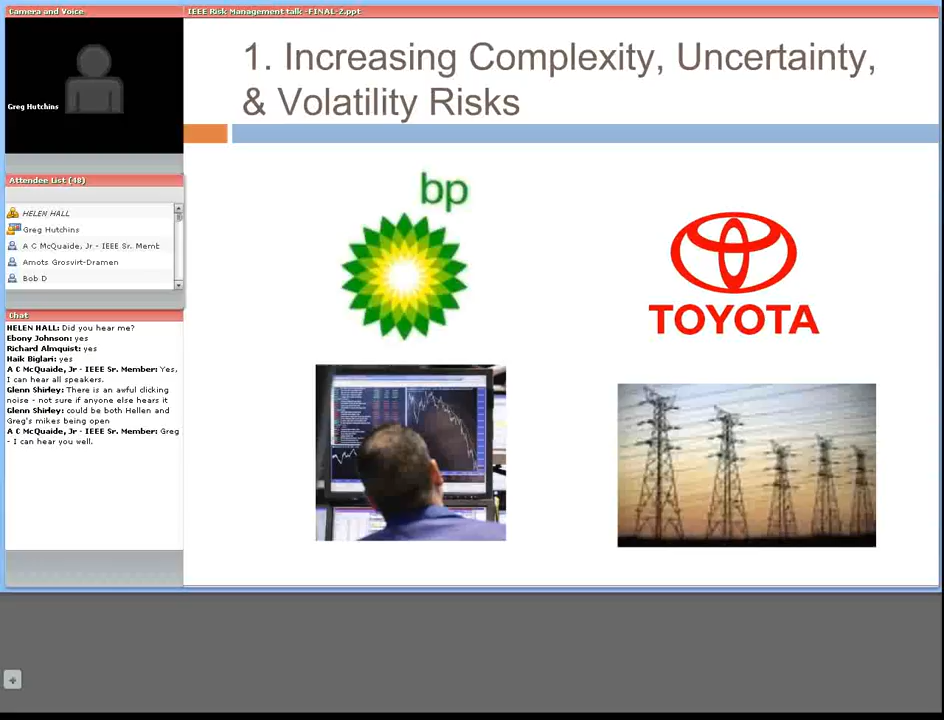 Camera and Voice
IEEE Risk Management talk -FINAL-2.ppt
Greg Hutchins
Attendee List (48)
HELEN HALL
Greg Hutchins
A C McQuaide, Jr - IEEE Sr. Memb
Amots Grosvirt-Dramen
Bob D
Chat
HELEN HALL: Did you hear me?
Ebony Johnson: yes
Richard Almquist: yes
Haik Biglari: yes
A C McQuaide, Jr - IEEE Sr. Member: Yes,
I can hear all speakers.
Glenn Shirley: There is an awful clicking
noise - not sure if anyone else hears it
Glenn Shirley: could be both Hellen and
Greg's mikes being open
A C McQuaide, Jr - IEEE Sr. Member: Greg
- I can hear you well.
1. Increasing Complexity, Uncertainty,
& Volatility Risks
bp
TOYOTA